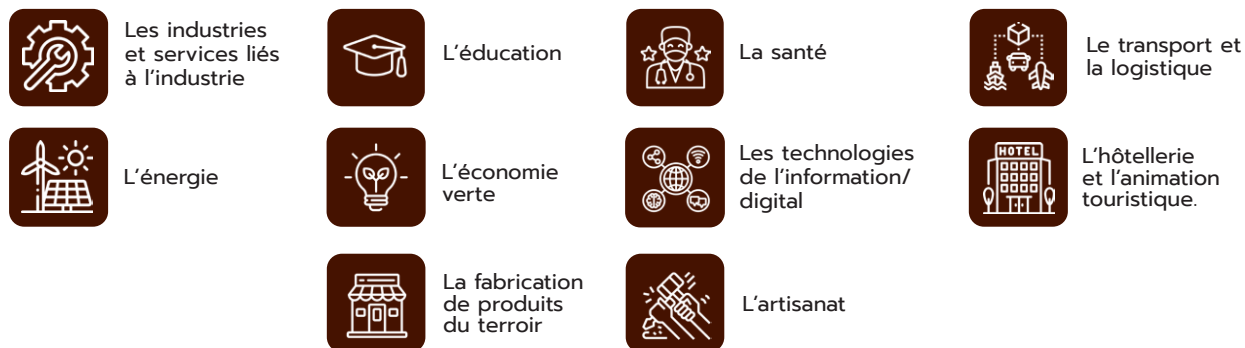 Les industries
et services liés
à l'industrie
L'éducation
La santé
Le transport et
la logistique
L'énergie
L'économie
verte
Les technologies
de l'information/
digital
HOTEL
L'hôtellerie
et l'animation
touristique.
La fabrication
de produits
du terroir
L'artisanat